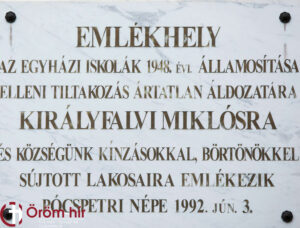 EMLÉKHELY
AZ EGYHÁZI ISKOLÁK 1948. ÉVI ÁLLAMOSÍTÁSA
ELLENI TILTAKOZÁS ÁRTATLAN ÁLDOZATÁRA
KIRÁLYFALVI MIKLÓSRA
ÉS KÖZSÉGÜNK KÍNZÁSOKKAL, BÖRTÖNÖKKEL
SÚJTOTT LAKOSAIRA EMLÉKEZIK
PÓCSPETRI NÉPE 1992. JÚN. 3.
Öröm hír